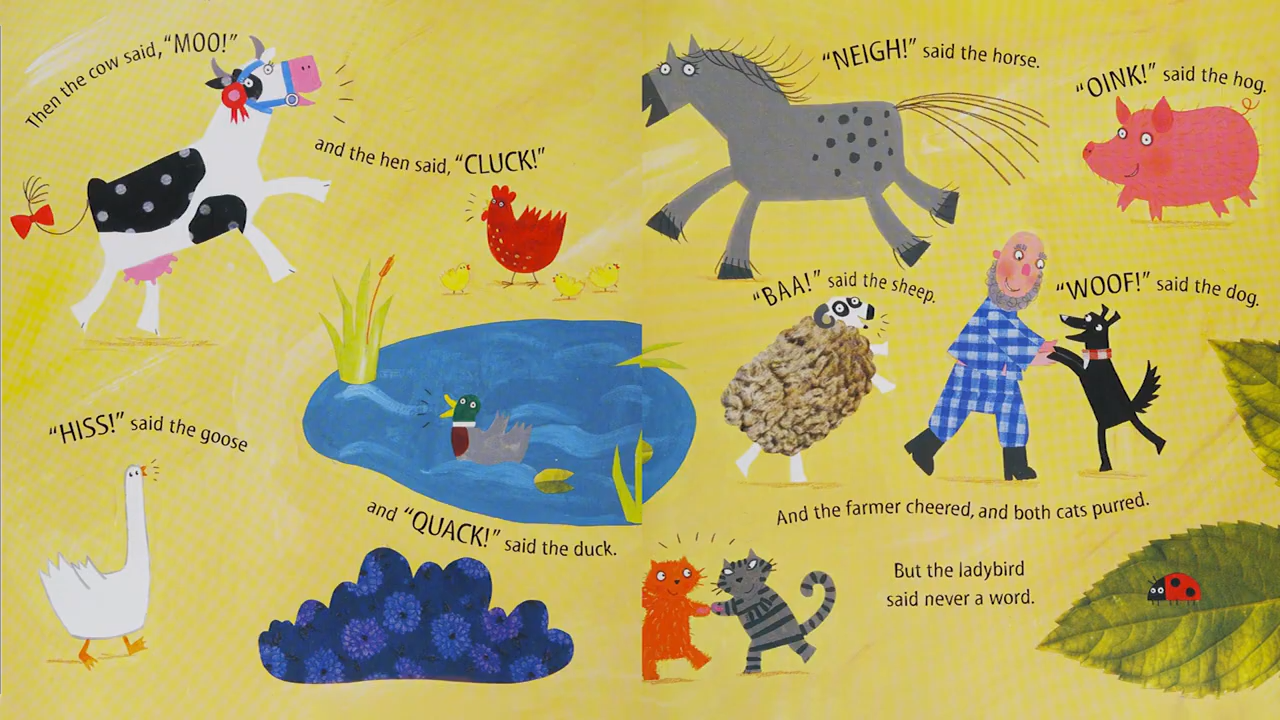 Then the cow said, “MOO!”
and the hen said, “CLUCK!”
“HISS!” said the goose
and “QUACK!” said the duck.
“NEIGH!” said the horse.
“OINK!” said the hog.
“BAA!” said the sheep.
“WOOF!” said the dog.
And the farmer cheered, and both cats purred.
But the ladybird
said never a word.